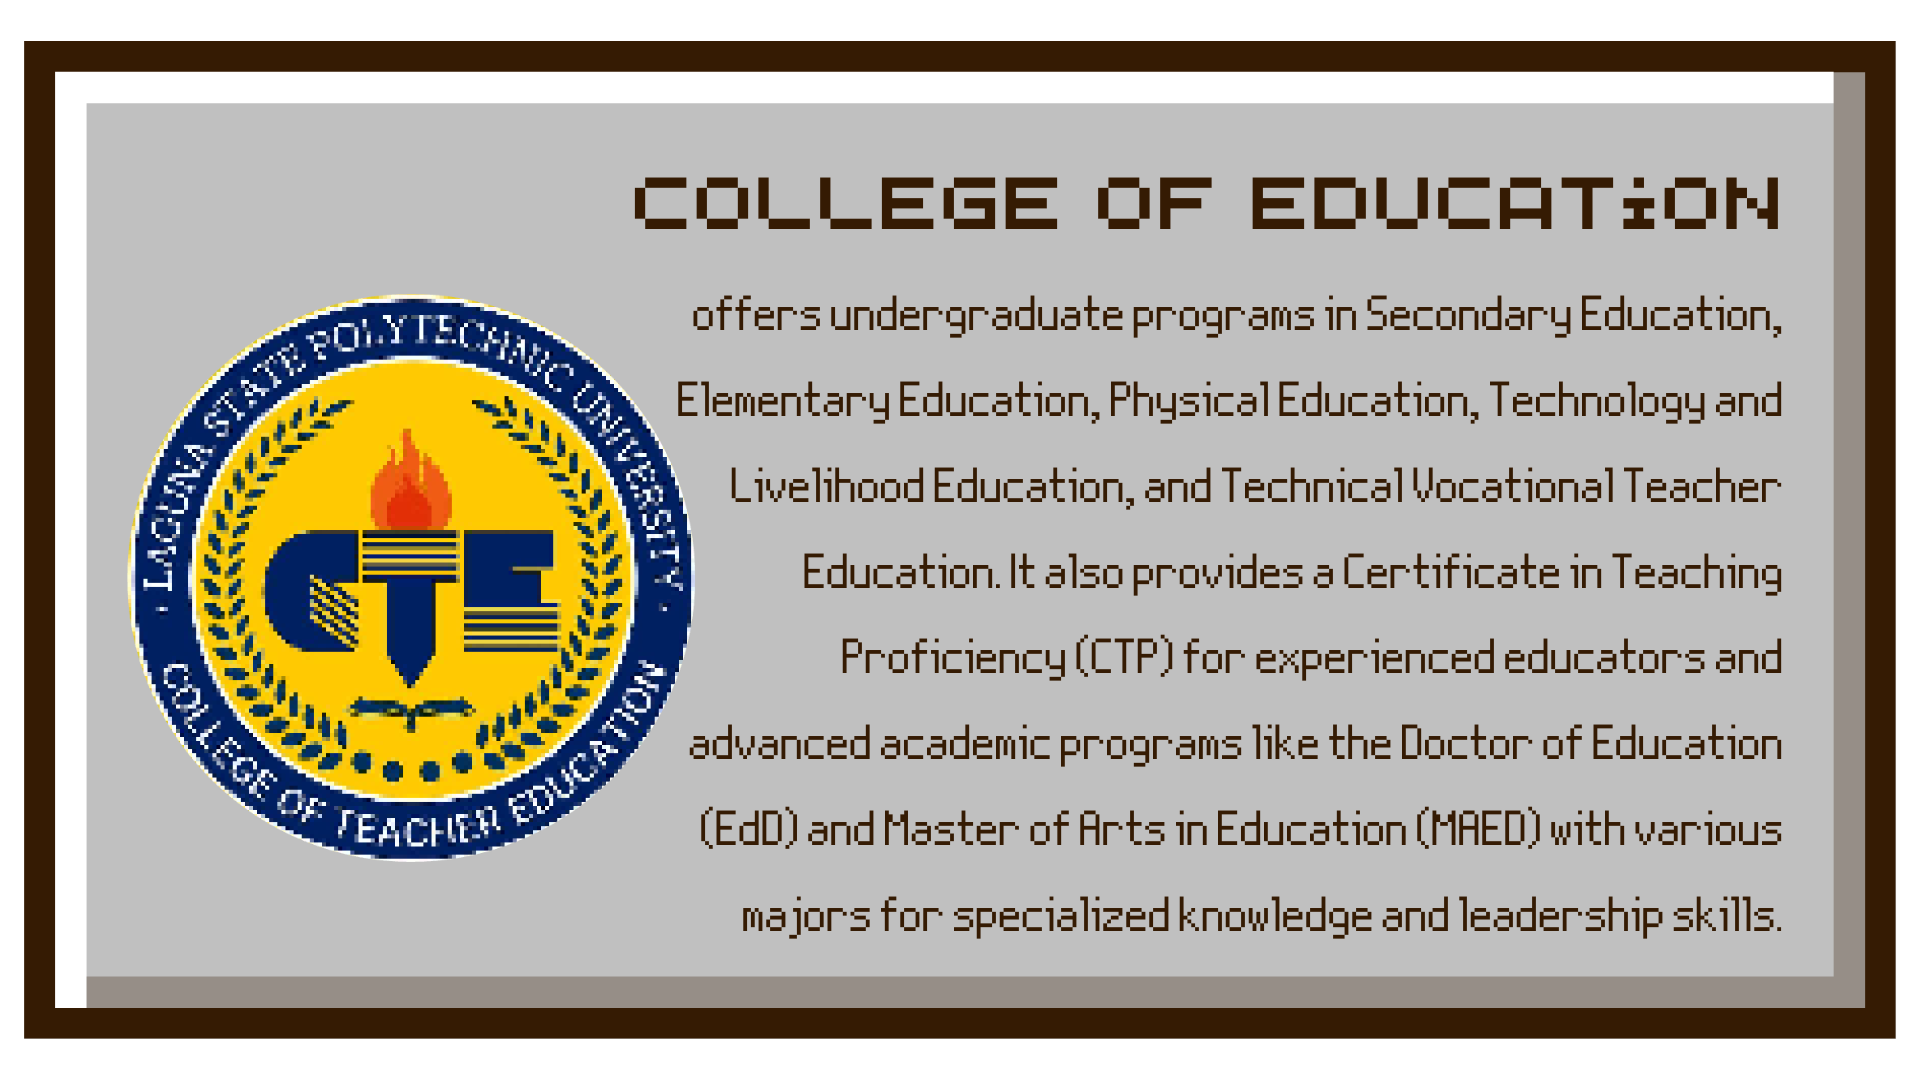 COLLEGE OF EDUCATION
offers undergraduate programs in Secondary Education,
Elementary Education, Physical Education, Technology and
Livelihood Education, and Technical Vocational Teacher
Education. It also provides a Certificate in Teaching
Proficiency (CTP) for experienced educators and
advanced academic programs like the Doctor of Education
(EdD) and Master of Arts in Education (MAED) with various
majors for specialized knowledge and leadership skills.
LAGUNA STATE POLYTECHNIC UNIVERSITY
CTE
· COLLEGE OF TEACHER EDUCATION ·